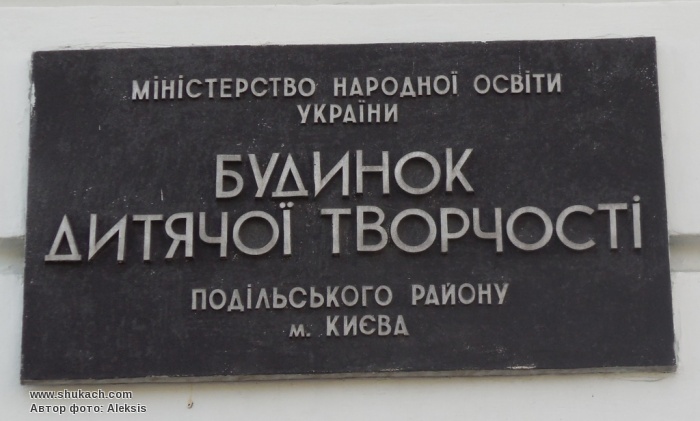 МІНІСТЕРСТВО НАРОДНОЇ ОСВІТИ
УКРАЇНИ
БУДИНОК
ДИТЯЧОЇ ТВОРЧОСТІ
ПОДІЛЬСЬКОГО РАЙОНУ
м. КИЄВА
www.shukach.com
Автор фото: Aleksis